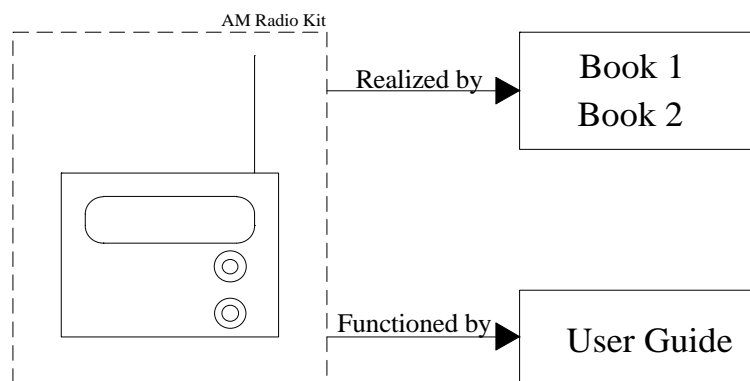 AM Radio Kit
Realized by
Book 1
Book 2
Functioned by
User Guide